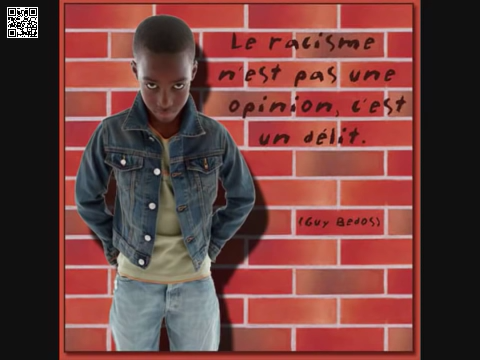 Le racisme
n'est pas une
opinion, c'est
un délit.
(Guy Bedos)